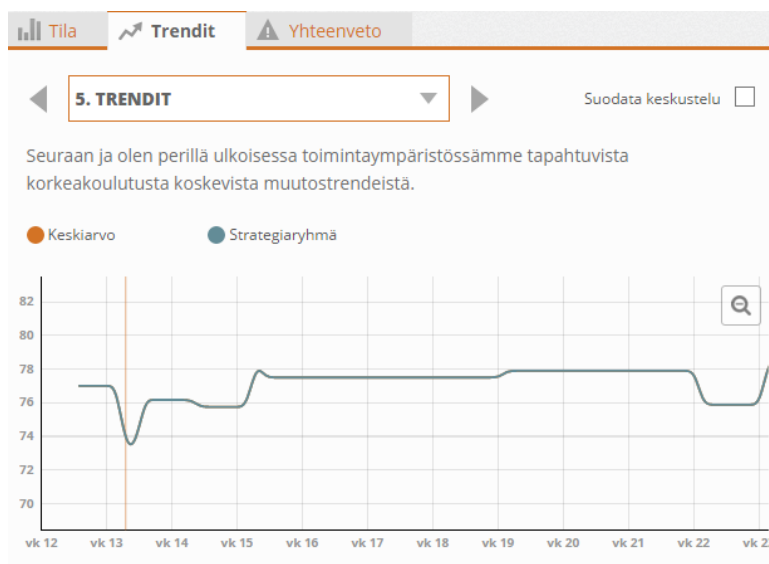 Tila Trendit Yhteenveto
5. TRENDIT Suodata keskustelu
Seuraan ja olen perillä ulkoisessa toimintaympäristössämme tapahtuvista
korkeakoulutusta koskevista muutostrendeistä.
Keskiarvo Strategiaryhmä
82
80
78
76
74
72
70
vk 12 vk 13 vk 14 vk 15 vk 16 vk 17 vk 18 vk 19 vk 20 vk 21 vk 22 vk